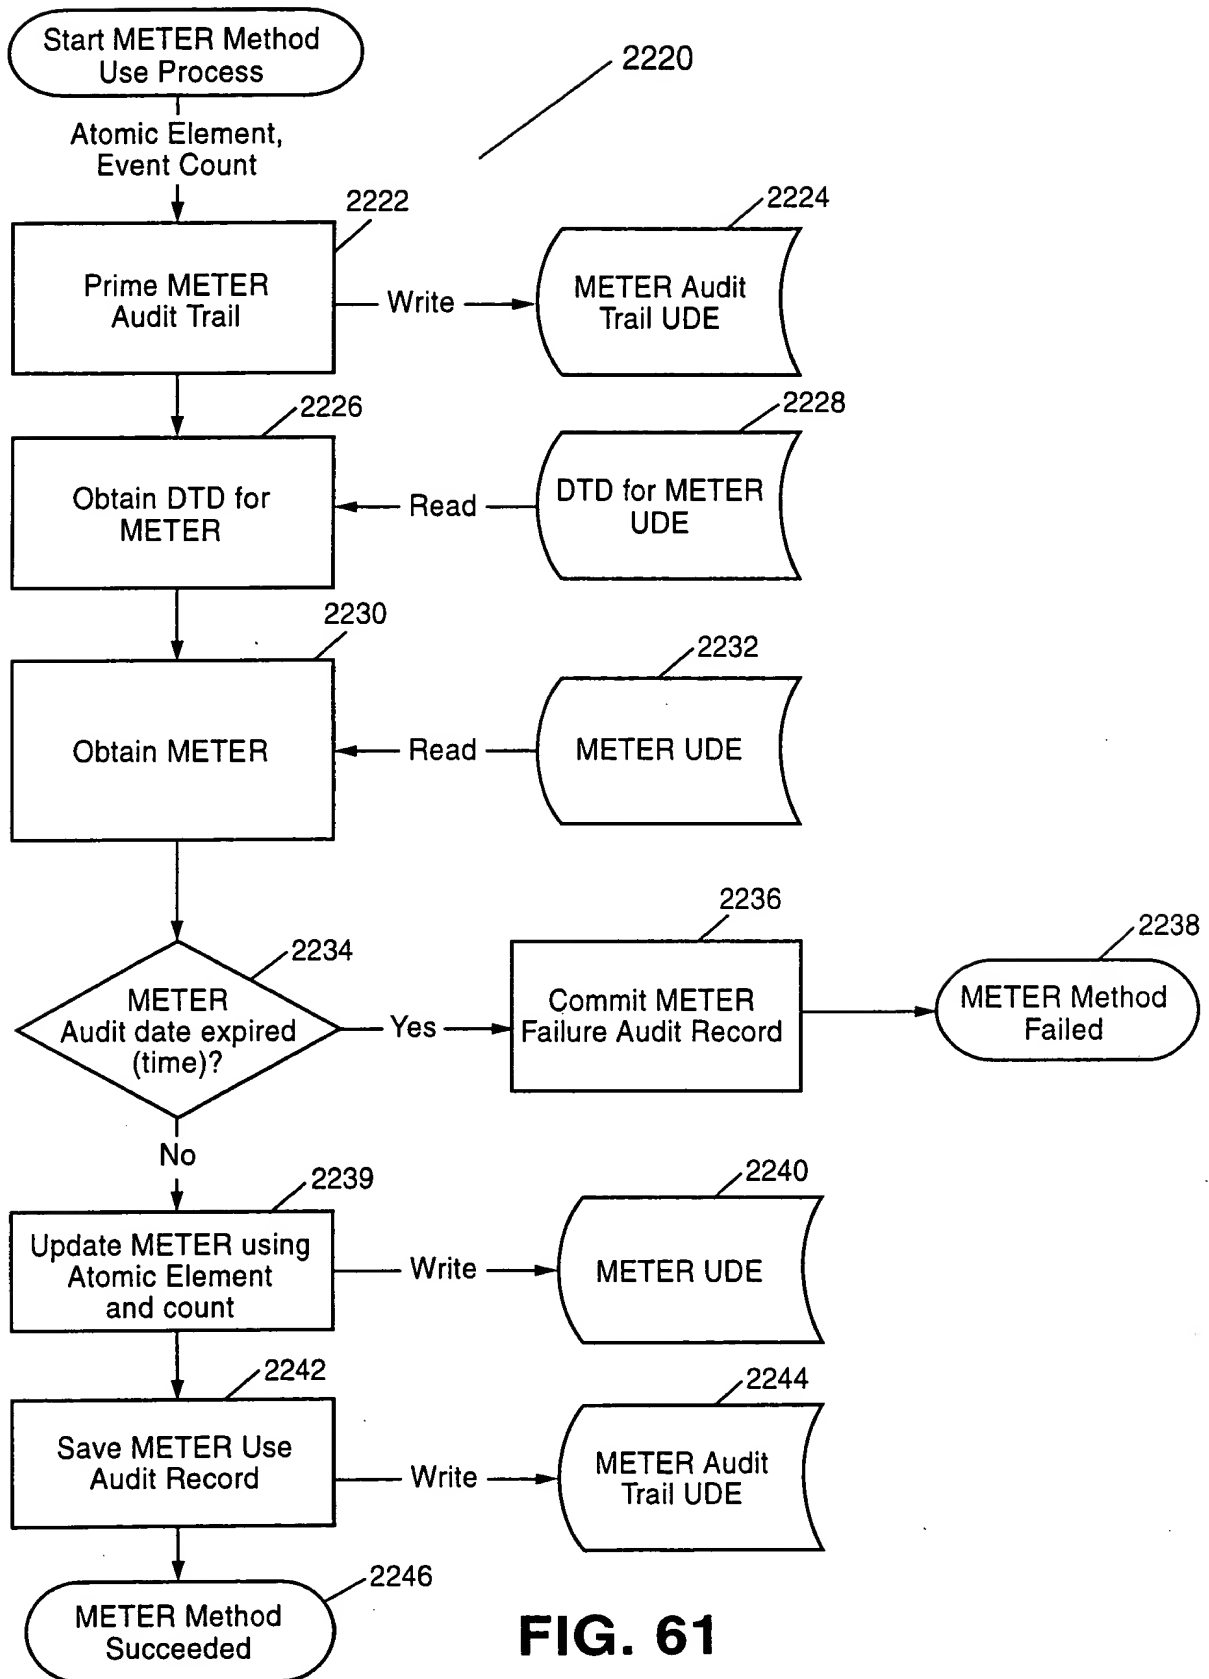 Start METER Method
Use Process
2220
Atomic Element,
Event Count
2222
2224
Prime METER
Audit Trail
Write
METER Audit
Trail UDE
2226
2228
Obtain DTD for
METER
Read
DTD for METER
UDE
2230
2232
Obtain METER
Read
METER UDE
2234
2236
2238
METER
Audit date expired
(time)?
Yes
Commit METER
Failure Audit Record
METER Method
Failed
No
2239
2240
Update METER using
Atomic Element
and count
Write
METER UDE
2242
2244
Save METER Use
Audit Record
Write
METER Audit
Trail UDE
2246
METER Method
Succeeded
FIG. 61